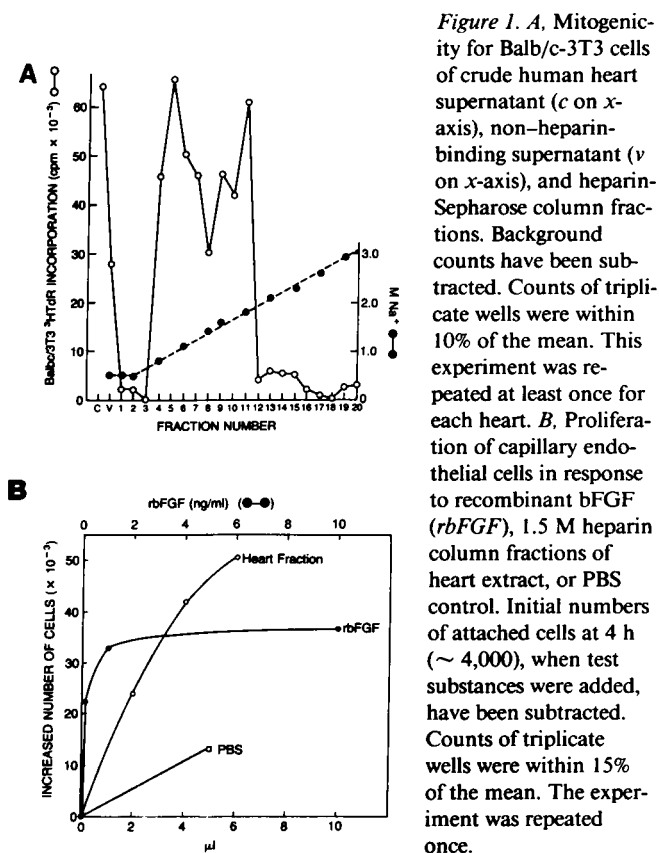 A
Balbc/3T3 ³HTdR INCORPORATION (cpm × 10⁻³)
60
50
40
30
20
10
0
3.0
2.0
1.0
0
M Na⁺
C V 1 2 3 4 5 6 7 8 9 10 11 12 13 14 15 16 17 18 19 20
FRACTION NUMBER
B
rbFGF (ng/ml)
0 2 4 6 8 10
INCREASED NUMBER OF CELLS (× 10⁻³)
50
40
30
20
10
0
Heart Fraction
rbFGF
PBS
0 2 4 6 8 10
µl
Figure 1. A, Mitogenic-
ity for Balb/c-3T3 cells
of crude human heart
supernatant (c on x-
axis), non–heparin-
binding supernatant (v
on x-axis), and heparin-
Sepharose column frac-
tions. Background
counts have been sub-
tracted. Counts of tripli-
cate wells were within
10% of the mean. This
experiment was re-
peated at least once for
each heart. B, Prolifera-
tion of capillary endo-
thelial cells in response
to recombinant bFGF
(rbFGF), 1.5 M heparin
column fractions of
heart extract, or PBS
control. Initial numbers
of attached cells at 4 h
(~ 4,000), when test
substances were added,
have been subtracted.
Counts of triplicate
wells were within 15%
of the mean. The exper-
iment was repeated
once.